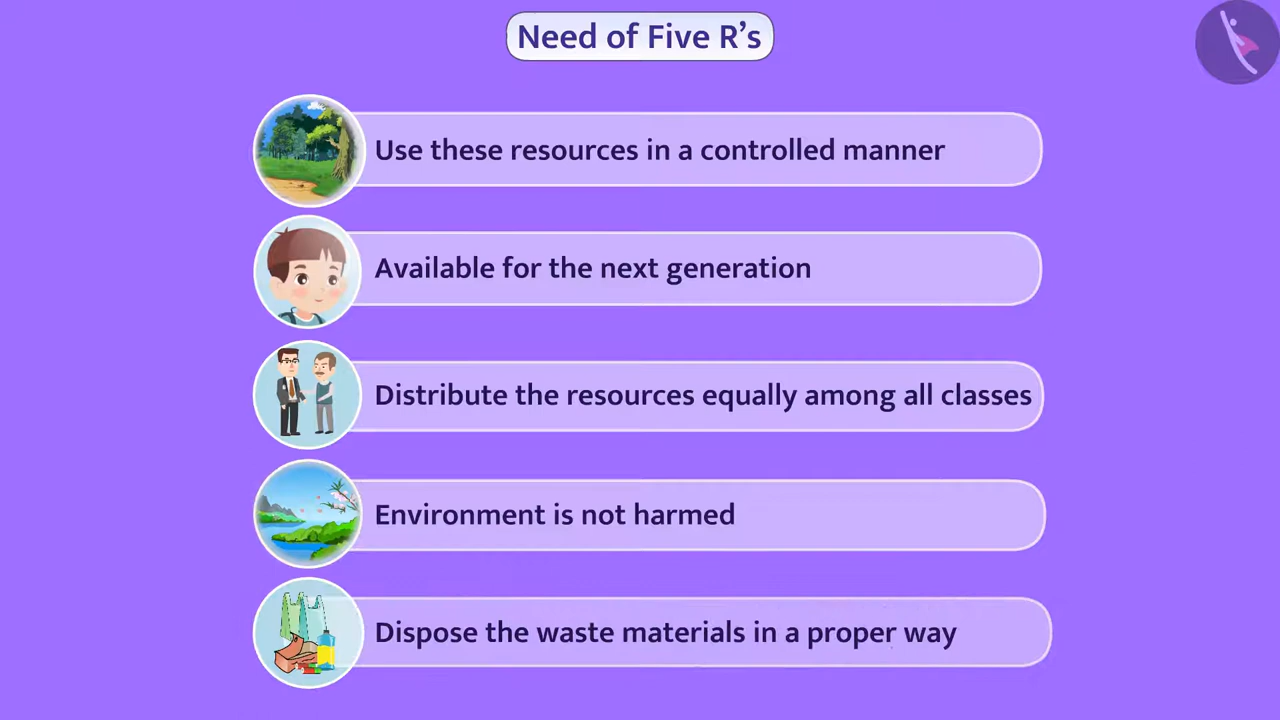 Need of Five R's
Use these resources in a controlled manner
Available for the next generation
Distribute the resources equally among all classes
Environment is not harmed
Dispose the waste materials in a proper way